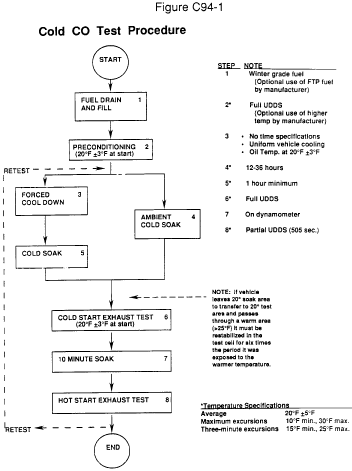 Figure C94-1
Cold CO Test Procedure
START
FUEL DRAIN 1
AND FILL
PRECONDITIONING 2
(20°F ±3°F at start)
RETEST
FORCED 3
COOL DOWN
AMBIENT 4
COLD SOAK
COLD SOAK 5
COLD START EXHAUST TEST 6
(20°F ±3°F at start)
10 MINUTE SOAK 7
HOT START EXHAUST TEST 8
RETEST
END
STEP NOTE
1 Winter grade fuel
(Optional use of FTP fuel
by manufacturer)
2* Full UDDS
(Optional use of higher
temp by manufacturer)
3 • No time specifications
• Uniform vehicle cooling
• Oil Temp. at 20°F ±3°F
4* 12-36 hours
5* 1 hour minimum
6* Full UDDS
7 On dynamometer
8* Partial UDDS (505 sec.)
NOTE: if vehicle
leaves 20° soak area
to transfer to 20° test
area and passes
through a warm area
(>25°F) it must be
restabilized in the
test cell for six times
the period it was
exposed to the
warmer temperature.
*Temperature Specifications
Average 20°F ±5°F
Maximum excursions 10°F min., 30°F max.
Three-minute excursions 15°F min., 25°F max.